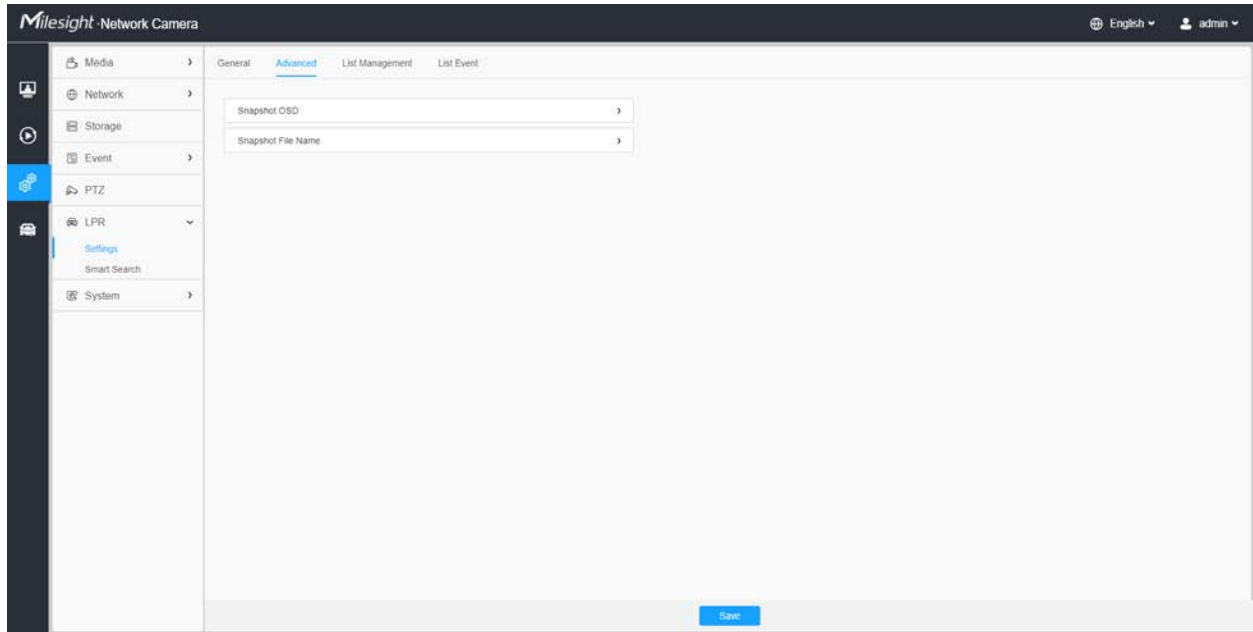 Milesight · Network Camera
English
admin
Media
General Advanced List Management List Event
Network
Snapshot OSD
Storage
Snapshot File Name
Event
PTZ
LPR
Settings
Smart Search
System
Save